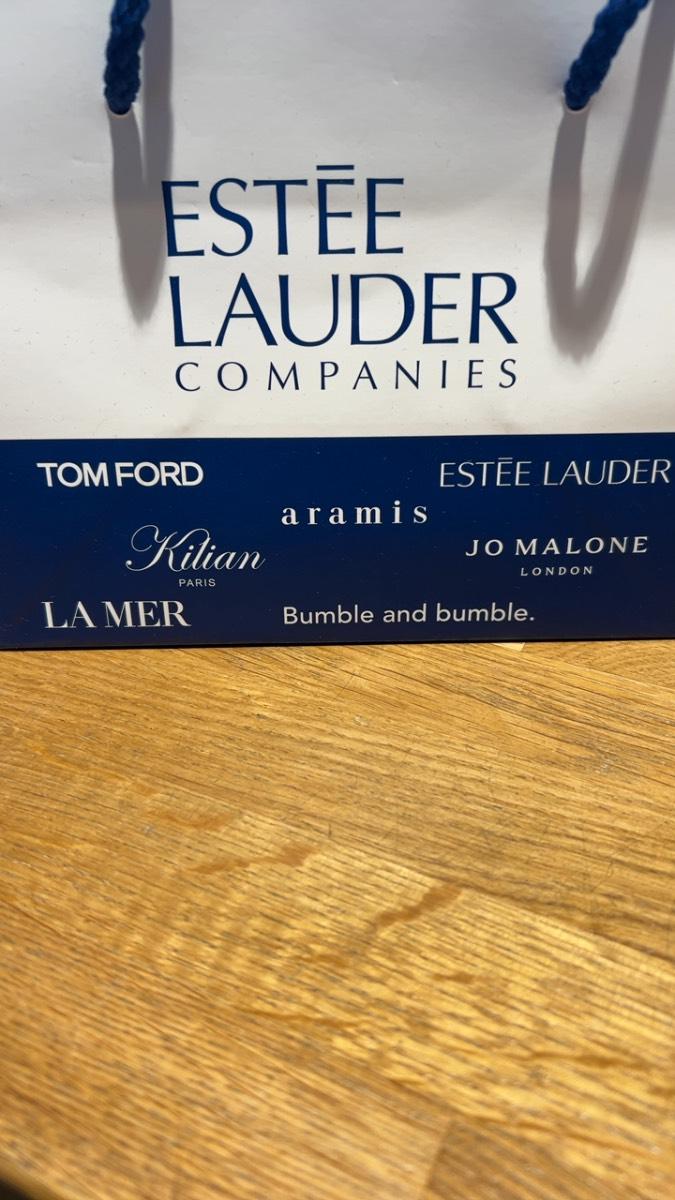 ESTĒE
LAUDER
COMPANIES
TOM FORD
ESTĒE LAUDER
aramis
Kilian
PARIS
JO MALONE
LONDON
LA MER
Bumble and bumble.